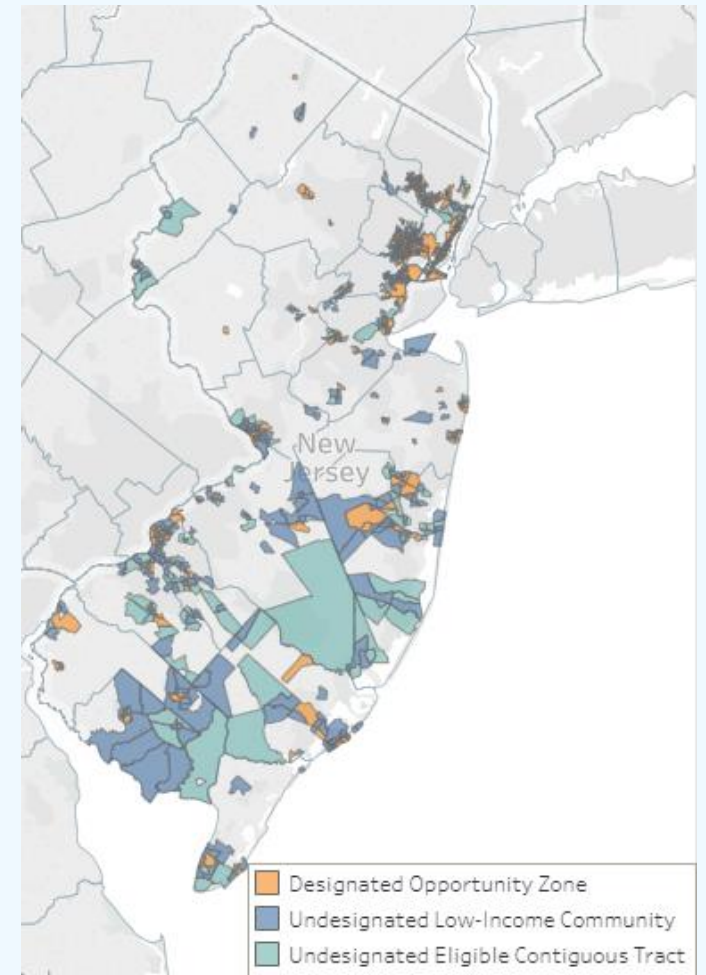 New
Jersey
Designated Opportunity Zone
Undesignated Low-Income Community
Undesignated Eligible Contiguous Tract